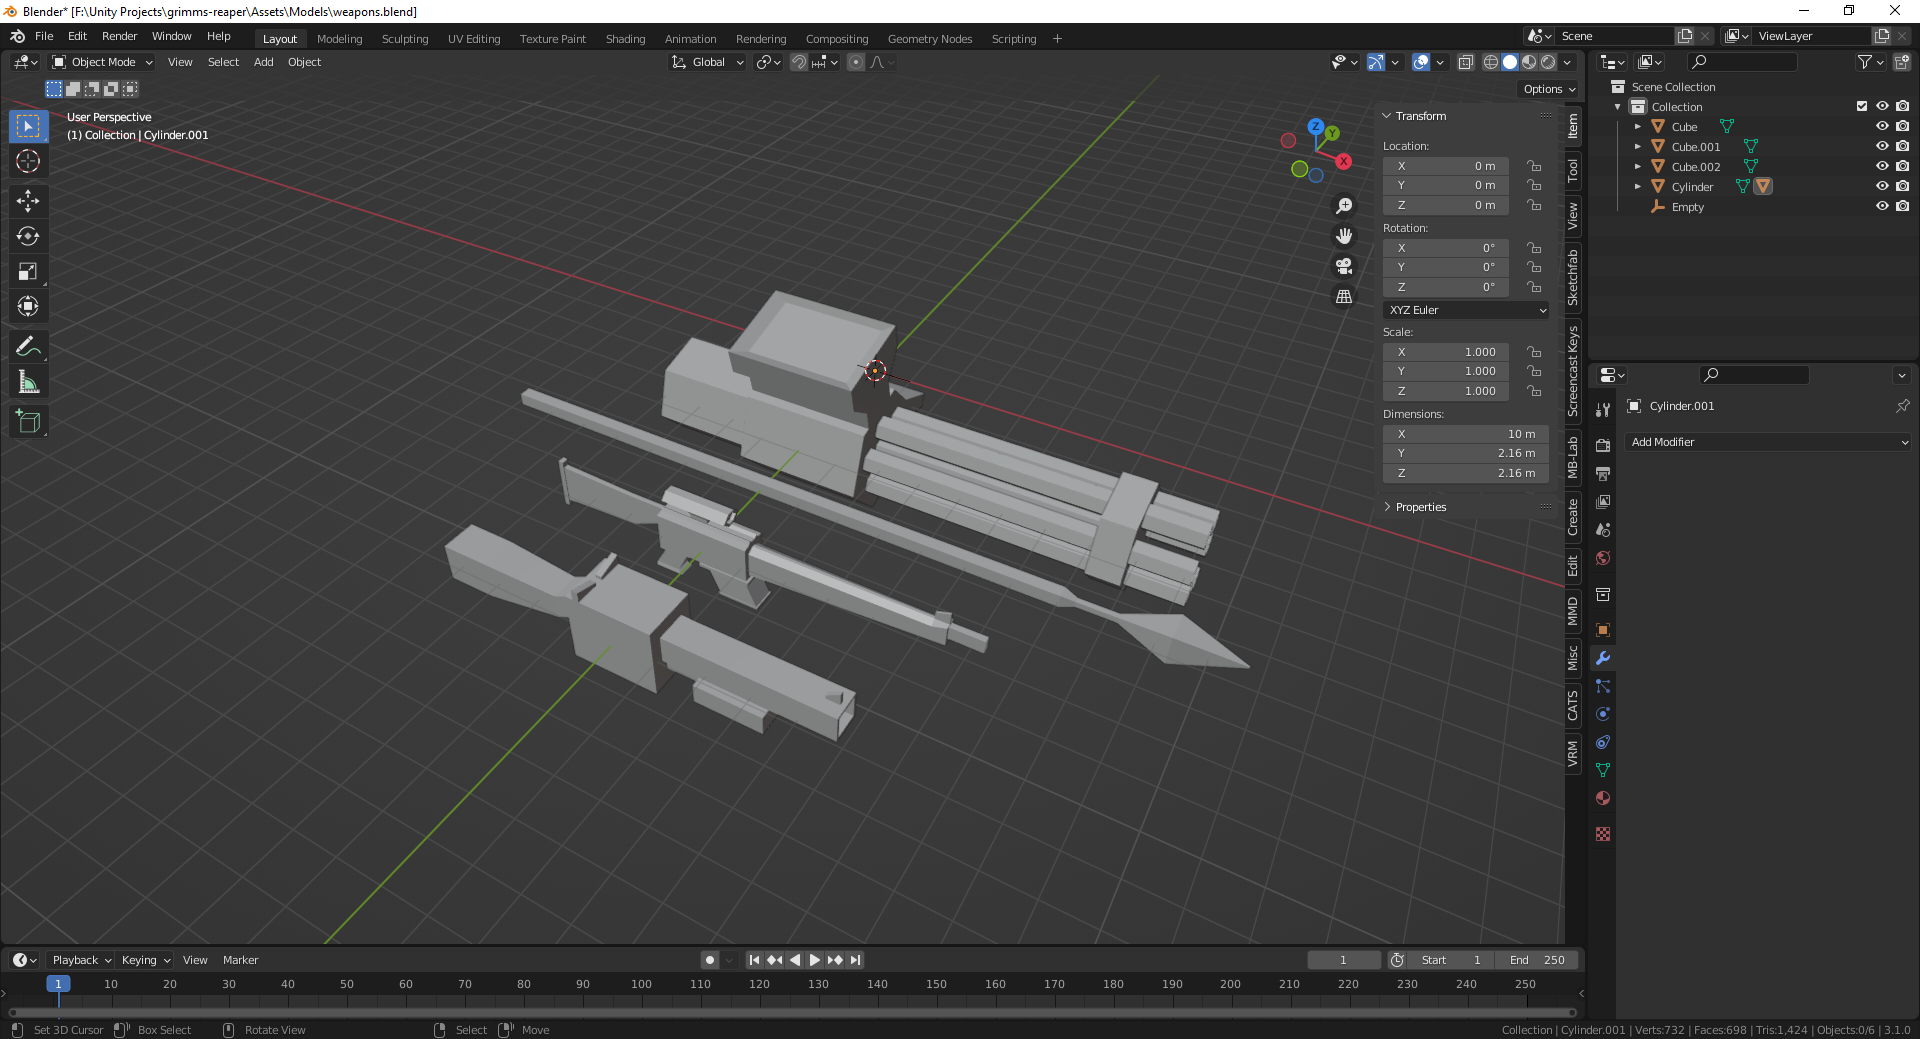 Blender* [F:\Unity Projects\grimms-reaper\Assets\Models\weapons.blend]
File Edit Render Window Help Layout Modeling Sculpting UV Editing Texture Paint Shading Animation Rendering Compositing Geometry Nodes Scripting + Scene ViewLayer
Object Mode View Select Add Object Global
Options
User Perspective
(1) Collection | Cylinder.001
Z
Y
X
Transform
Location:
X 0 m
Y 0 m
Z 0 m
Rotation:
X 0°
Y 0°
Z 0°
XYZ Euler
Scale:
X 1.000
Y 1.000
Z 1.000
Dimensions:
X 10 m
Y 2.16 m
Z 2.16 m
Properties
Item
Tool
View
Sketchfab
Screencast Keys
MB-Lab
Create
Edit
MMD
Misc
CATS
VRM
Scene Collection
Collection
Cube
Cube.001
Cube.002
Cylinder
Empty
Cylinder.001
Add Modifier
Playback Keying View Marker 1 Start 1 End 250
1 10 20 30 40 50 60 70 80 90 100 110 120 130 140 150 160 170 180 190 200 210 220 230 240 250
Set 3D Cursor Box Select Rotate View Select Move Collection | Cylinder.001 | Verts:732 | Faces:698 | Tris:1,424 | Objects:0/6 | 3.1.0